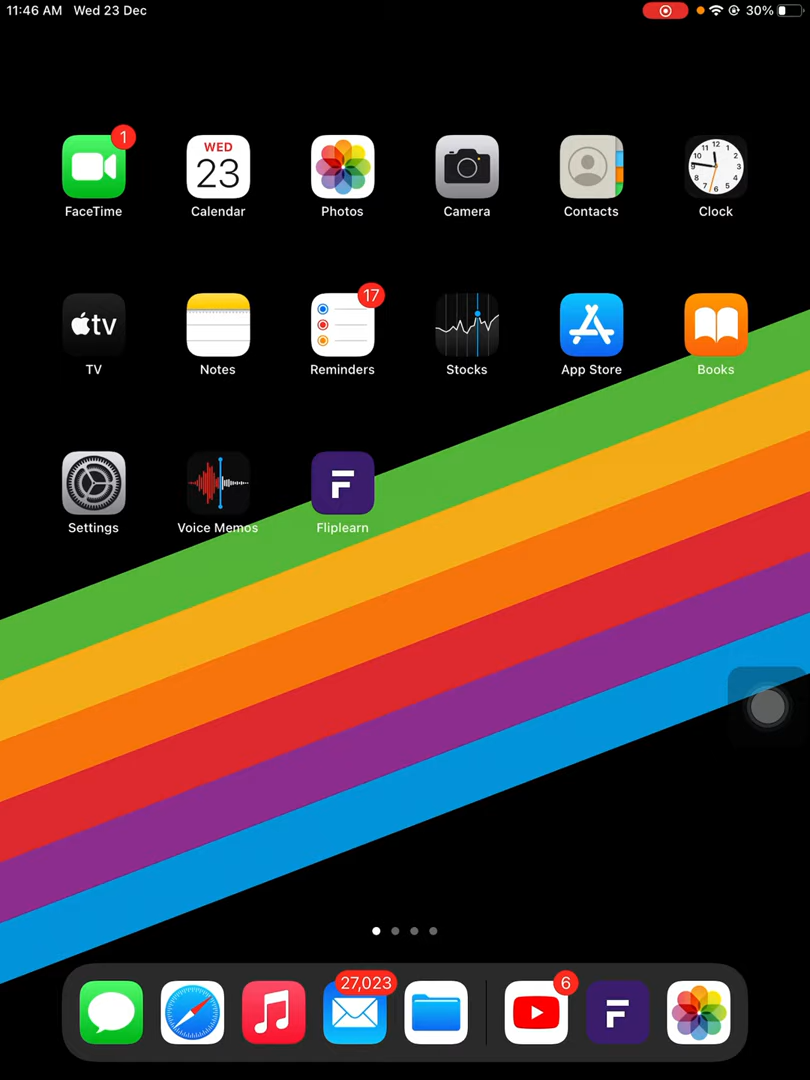 11:46 AM Wed 23 Dec 30%
1
WED
23
FaceTime Calendar Photos Camera Contacts Clock
17
tv
TV Notes Reminders Stocks App Store Books
F
Settings Voice Memos Fliplearn
27,023
6
F